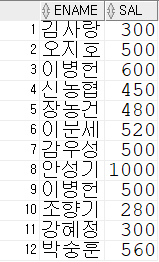 ENAME SAL
1 김사랑 300
2 오지호 500
3 이병헌 600
4 신농협 450
5 장농건 480
6 이문세 520
7 감우성 500
8 안성기 1000
9 이병헌 500
10 조향기 280
11 강혜정 300
12 박숭훈 560